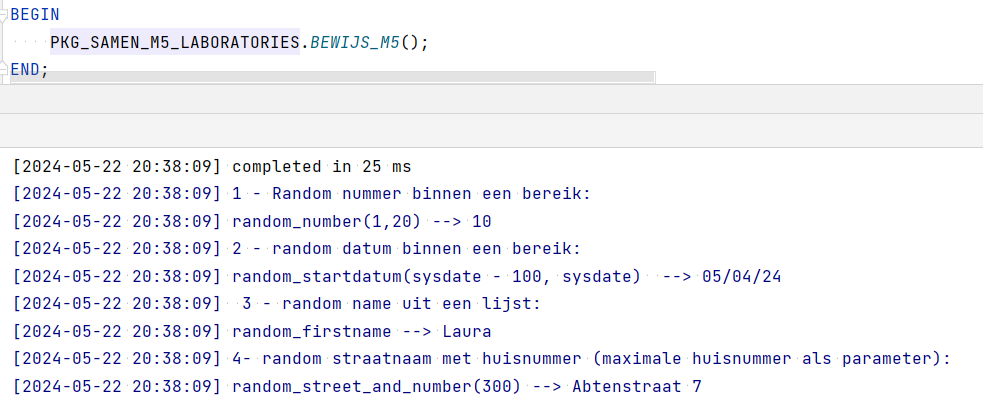 BEGIN
PKG_SAMEN_M5_LABORATORIES.BEWIJS_M5();
END;
[2024-05-22 20:38:09] completed in 25 ms
[2024-05-22 20:38:09] 1 - Random nummer binnen een bereik:
[2024-05-22 20:38:09] random_number(1,20) --> 10
[2024-05-22 20:38:09] 2 - random datum binnen een bereik:
[2024-05-22 20:38:09] random_startdatum(sysdate - 100, sysdate)  --> 05/04/24
[2024-05-22 20:38:09]  3 - random name uit een lijst:
[2024-05-22 20:38:09] random_firstname --> Laura
[2024-05-22 20:38:09] 4- random straatnaam met huisnummer (maximale huisnummer als parameter):
[2024-05-22 20:38:09] random_street_and_number(300) --> Abtenstraat 7